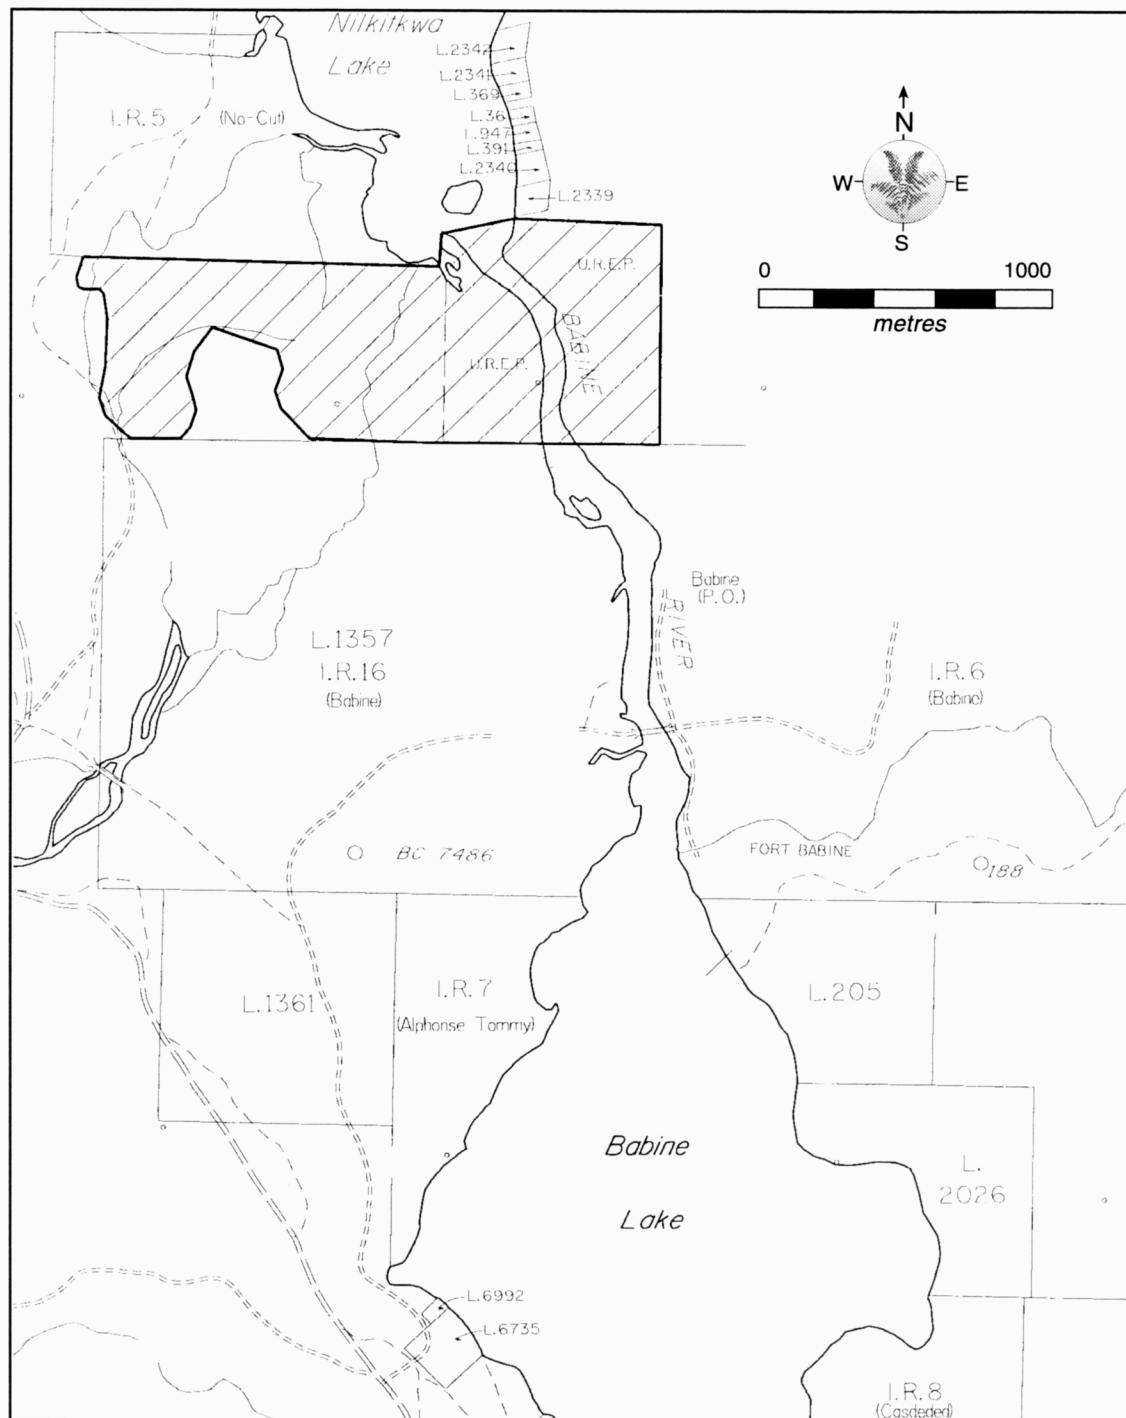 Nilkitkwa
Lake
L.2342
L.2341
L.369
L.36
L.947
L.391
L.2340
L.2339
I.R.5 (No-Cut)
N
W E
S
0 1000
metres
U.R.E.P.
U.R.E.P.
BABINE
RIVER
Babine
(P.O.)
L.1357
I.R.16
(Babine)
I.R.6
(Babine)
BC 7486
FORT BABINE
188
L.1361
I.R.7
(Alphonse Tommy)
L.205
Babine
Lake
L.
2026
L.6992
L.6735
I.R.8
(Casdeded)